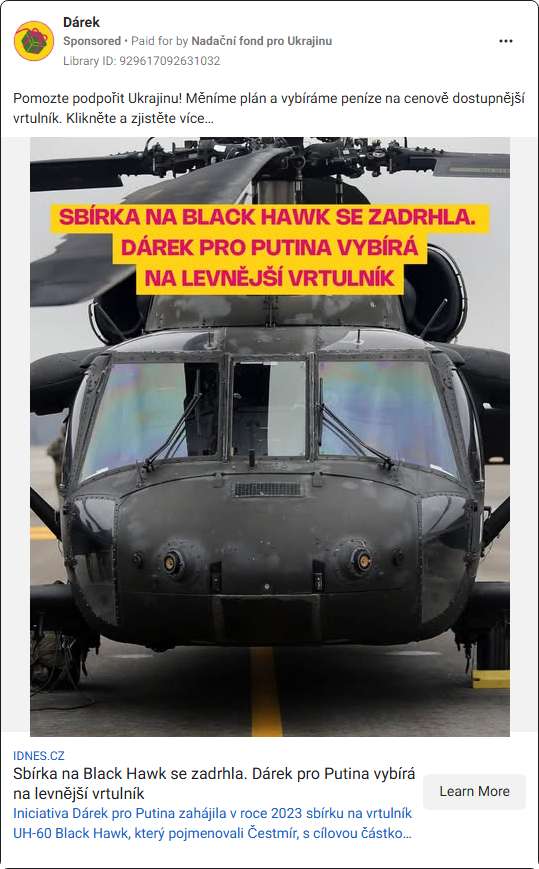 Dárek
Sponsored • Paid for by Nadační fond pro Ukrajinu
Library ID: 929617092631032
Pomozte podpořit Ukrajinu! Měníme plán a vybíráme peníze na cenově dostupnější
vrtulník. Klikněte a zjistěte více...
SBÍRKA NA BLACK HAWK SE ZADRHLA.
DÁREK PRO PUTINA VYBÍRÁ
NA LEVNĚJŠÍ VRTULNÍK
IDNES.CZ
Sbírka na Black Hawk se zadrhla. Dárek pro Putina vybírá
na levnější vrtulník
Learn More
Iniciativa Dárek pro Putina zahájila v roce 2023 sbírku na vrtulník
UH-60 Black Hawk, který pojmenovali Čestmír, s cílovou částko...